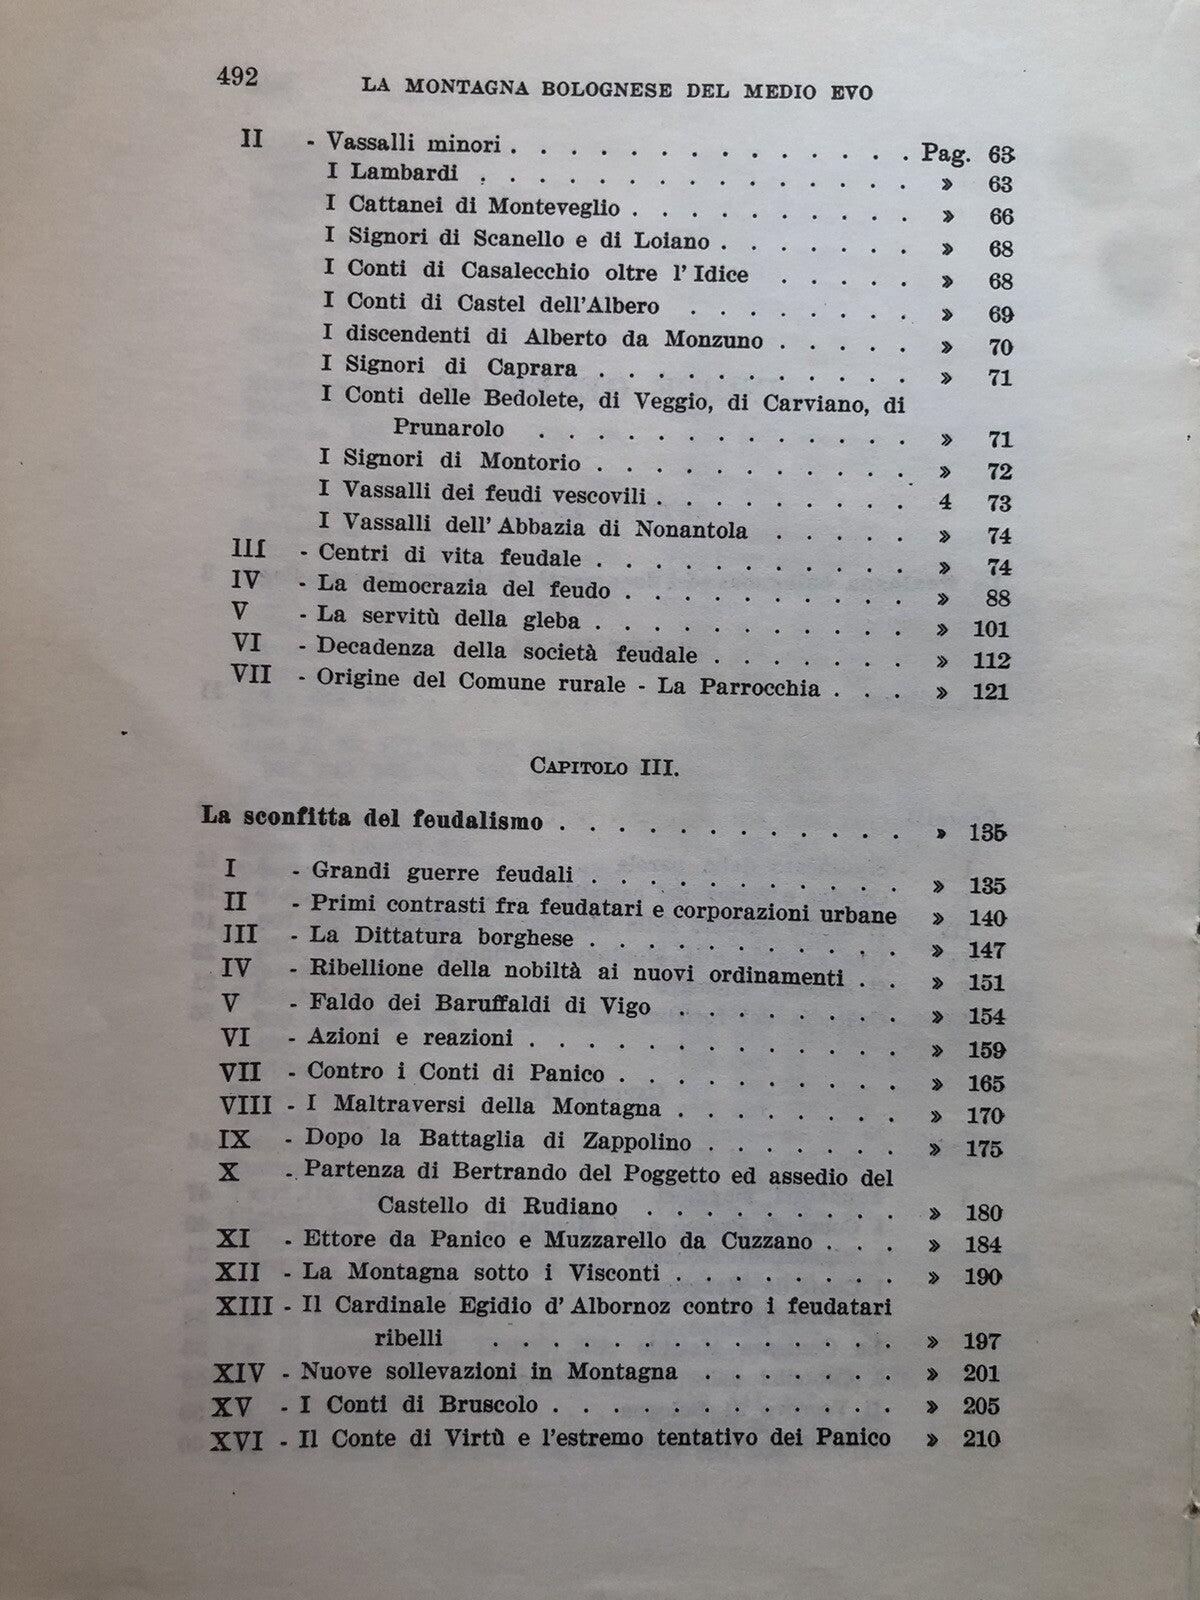 492
LA MONTAGNA BOLOGNESE DEL MEDIO EVO
II - Vassalli minori . . . . . . . . . . . . . . Pag. 63
I Lambardi . . . . . . . . . . . . . . . » 63
I Cattanei di Monteveglio . . . . . . . . . . » 66
I Signori di Scanello e di Loiano . . . . . . . » 68
I Conti di Casalecchio oltre l'Idice . . . . . » 68
I Conti di Castel dell'Albero . . . . . . . . » 69
I discendenti di Alberto da Monzuno . . . . . » 70
I Signori di Caprara . . . . . . . . . . . » 71
I Conti delle Bedolete, di Veggio, di Carviano, di
Prunarolo . . . . . . . . . . . . . » 71
I Signori di Montorio . . . . . . . . . . . » 72
I Vassalli dei feudi vescovili . . . . . . . . . 4 73
I Vassalli dell'Abbazia di Nonantola . . . . . » 74
III - Centri di vita feudale . . . . . . . . . . . » 74
IV - La democrazia del feudo . . . . . . . . . . » 88
V - La servitù della gleba . . . . . . . . . . . » 101
VI - Decadenza della società feudale . . . . . . . » 112
VII - Origine del Comune rurale - La Parrocchia . . . » 121
CAPITOLO III.
La sconfitta del feudalismo . . . . . . . . . . . . » 135
I - Grandi guerre feudali . . . . . . . . . . . » 135
II - Primi contrasti fra feudatari e corporazioni urbane » 140
III - La Dittatura borghese . . . . . . . . . . . » 147
IV - Ribellione della nobiltà ai nuovi ordinamenti . . » 151
V - Faldo dei Baruffaldi di Vigo . . . . . . . . » 154
VI - Azioni e reazioni . . . . . . . . . . . . . » 159
VII - Contro i Conti di Panico . . . . . . . . . . » 165
VIII - I Maltraversi della Montagna . . . . . . . . » 170
IX - Dopo la Battaglia di Zappolino . . . . . . . » 175
X - Partenza di Bertrando del Poggetto ed assedio del
Castello di Rudiano . . . . . . . . . » 180
XI - Ettore da Panico e Muzzarello da Cuzzano . . . » 184
XII - La Montagna sotto i Visconti . . . . . . . . » 190
XIII - Il Cardinale Egidio d'Albornoz contro i feudatari
ribelli . . . . . . . . . . . . . . » 197
XIV - Nuove sollevazioni in Montagna . . . . . . . » 201
XV - I Conti di Bruscolo . . . . . . . . . . . . » 205
XVI - Il Conte di Virtù e l'estremo tentativo dei Panico » 210